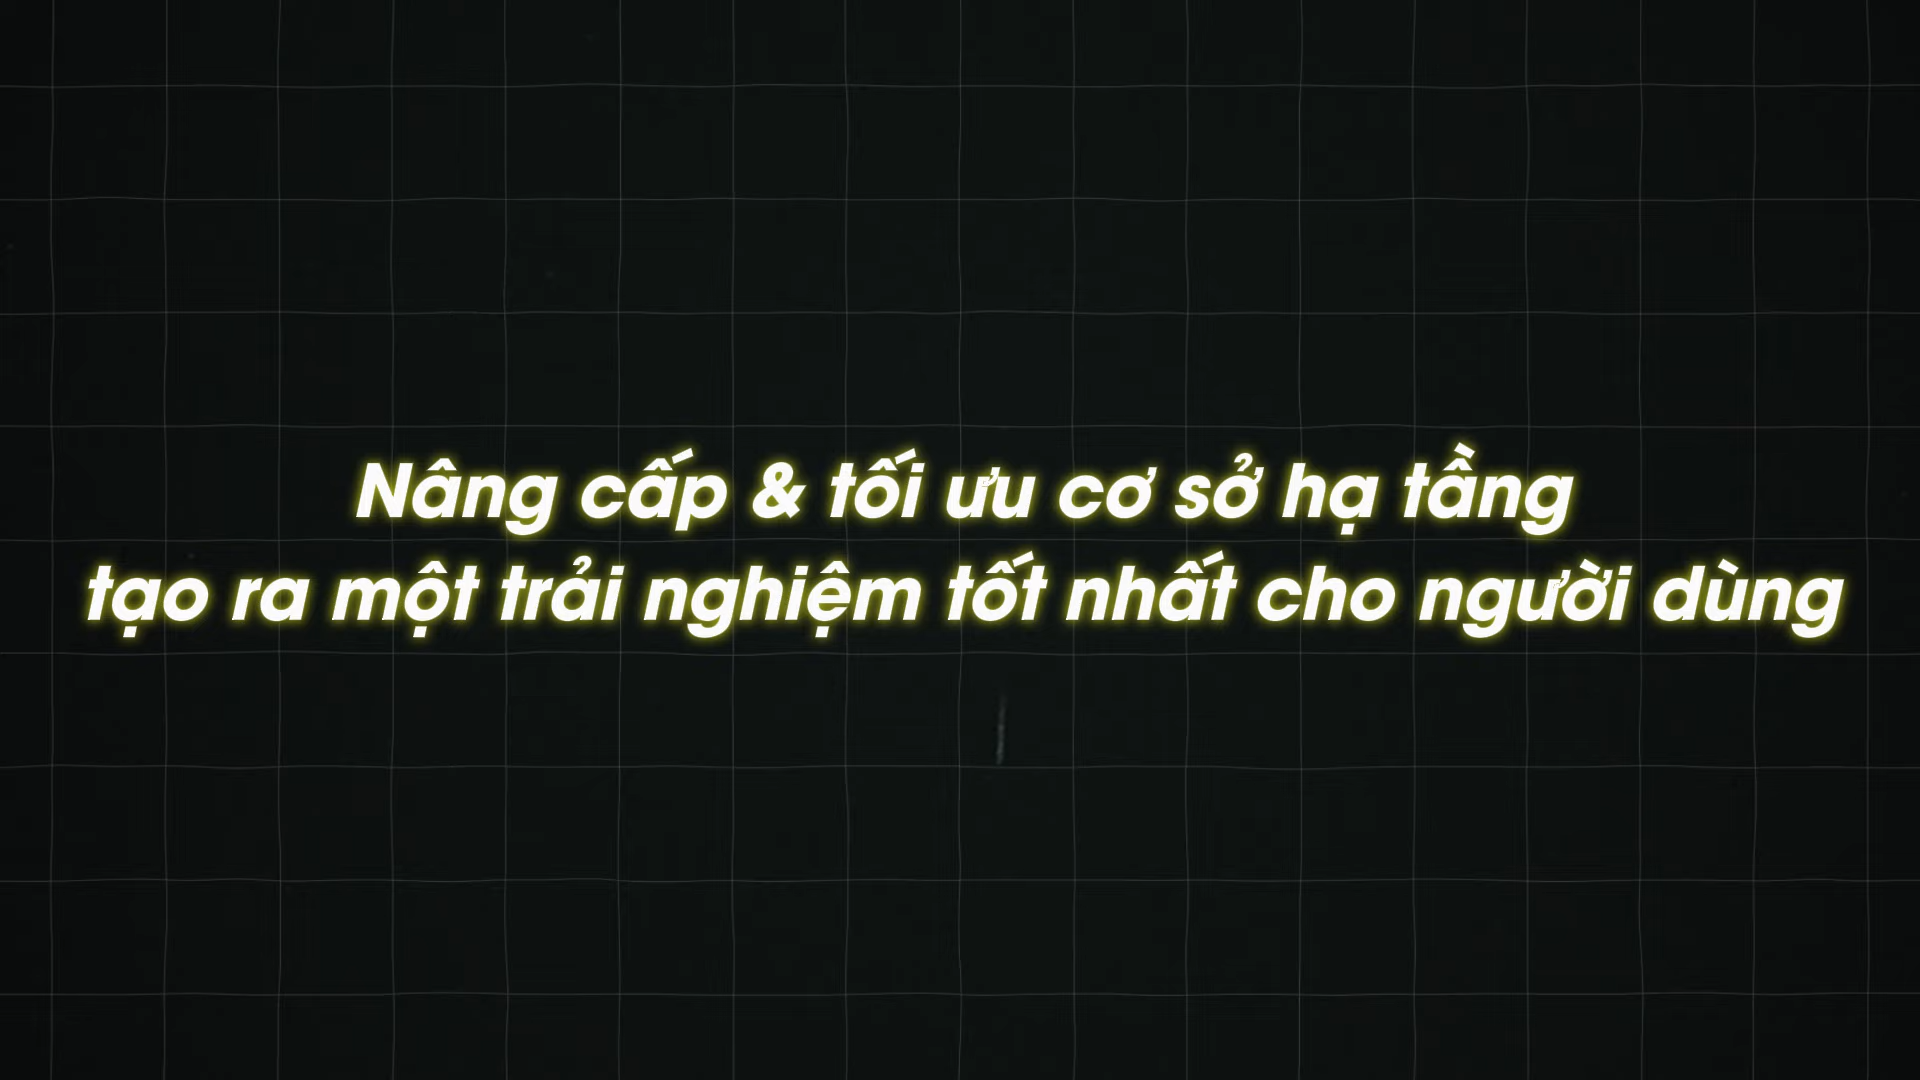 Nâng cấp & tối ưu cơ sở hạ tầng
tạo ra một trải nghiệm tốt nhất cho người dùng